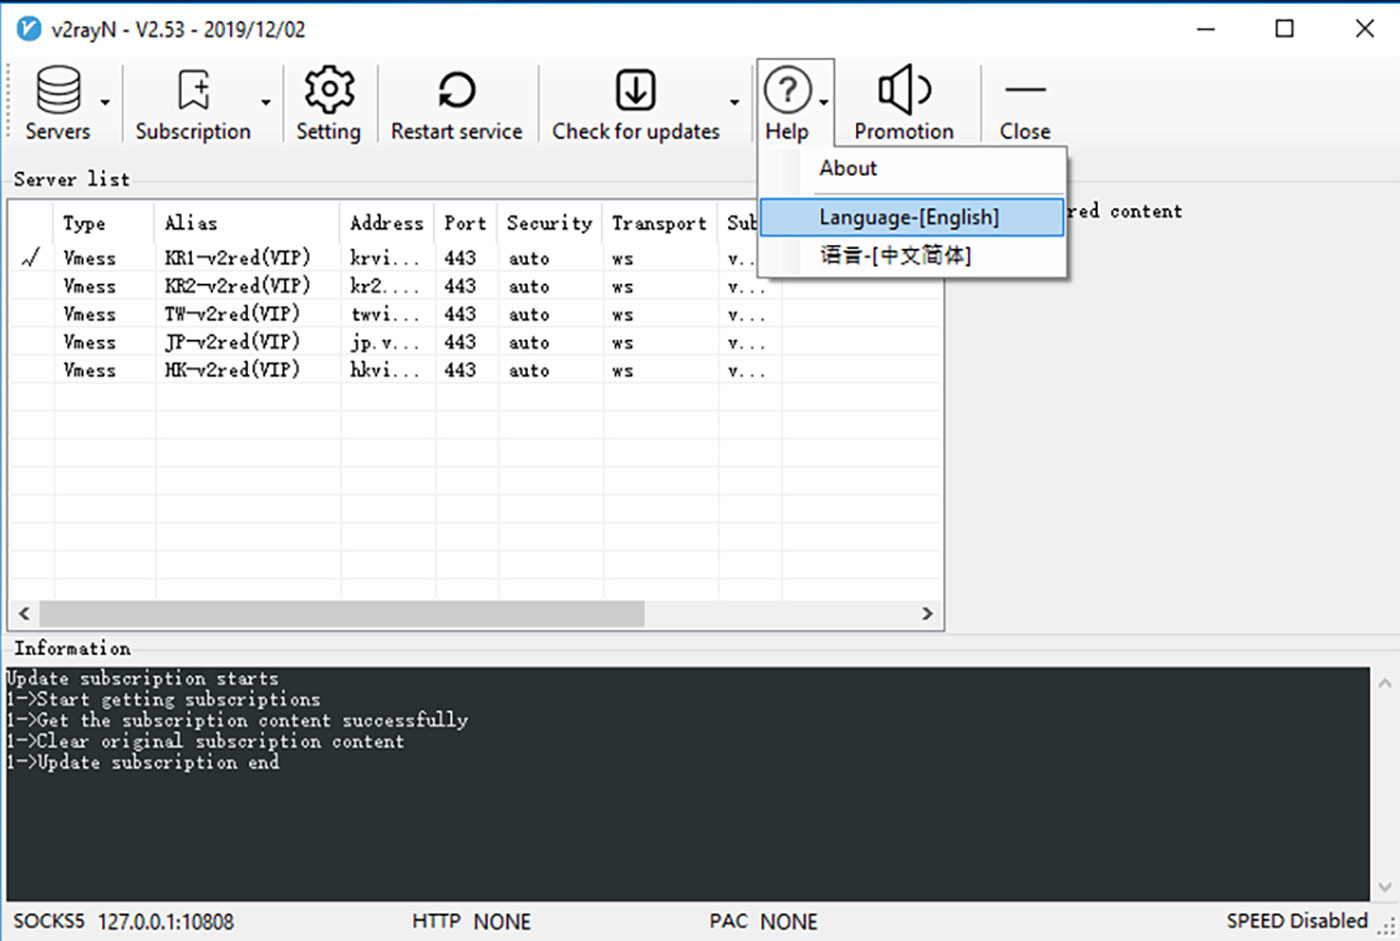 v2rayN - V2.53 - 2019/12/02
Servers Subscription Setting Restart service Check for updates Help Promotion Close
About
Language-[English]
语言-[中文简体]
Server list
red content
Type Alias Address Port Security Transport Sub
√ Vmess KR1-v2red(VIP) krvi... 443 auto ws v...
Vmess KR2-v2red(VIP) kr2.... 443 auto ws v...
Vmess TW-v2red(VIP) twvi... 443 auto ws v...
Vmess JP-v2red(VIP) jp.v... 443 auto ws v...
Vmess HK-v2red(VIP) hkvi... 443 auto ws v...
Information
Update subscription starts
1->Start getting subscriptions
1->Get the subscription content successfully
1->Clear original subscription content
1->Update subscription end
SOCKS5 127.0.0.1:10808 HTTP NONE PAC NONE SPEED Disabled